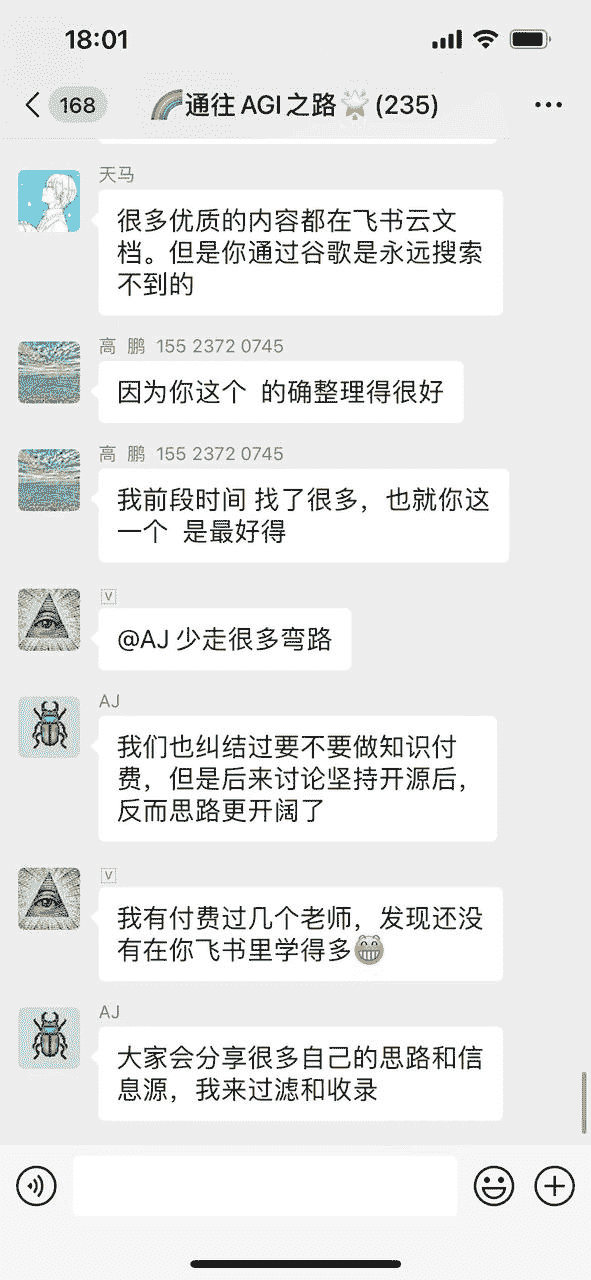 18:01
168
🌈通往AGI之路🌟(235)
天马
很多优质的内容都在飞书云文
档。但是你通过谷歌是永远搜索
不到的
高 鹏 155 2372 0745
因为你这个 的确整理得很好
高 鹏 155 2372 0745
我前段时间 找了很多，也就你这
一个 是最好得
V
@AJ 少走很多弯路
AJ
我们也纠结过要不要做知识付
费，但是后来讨论坚持开源后，
反而思路更开阔了
V
我有付费过几个老师，发现还没
有在你飞书里学得多😁
AJ
大家会分享很多自己的思路和信
息源，我来过滤和收录